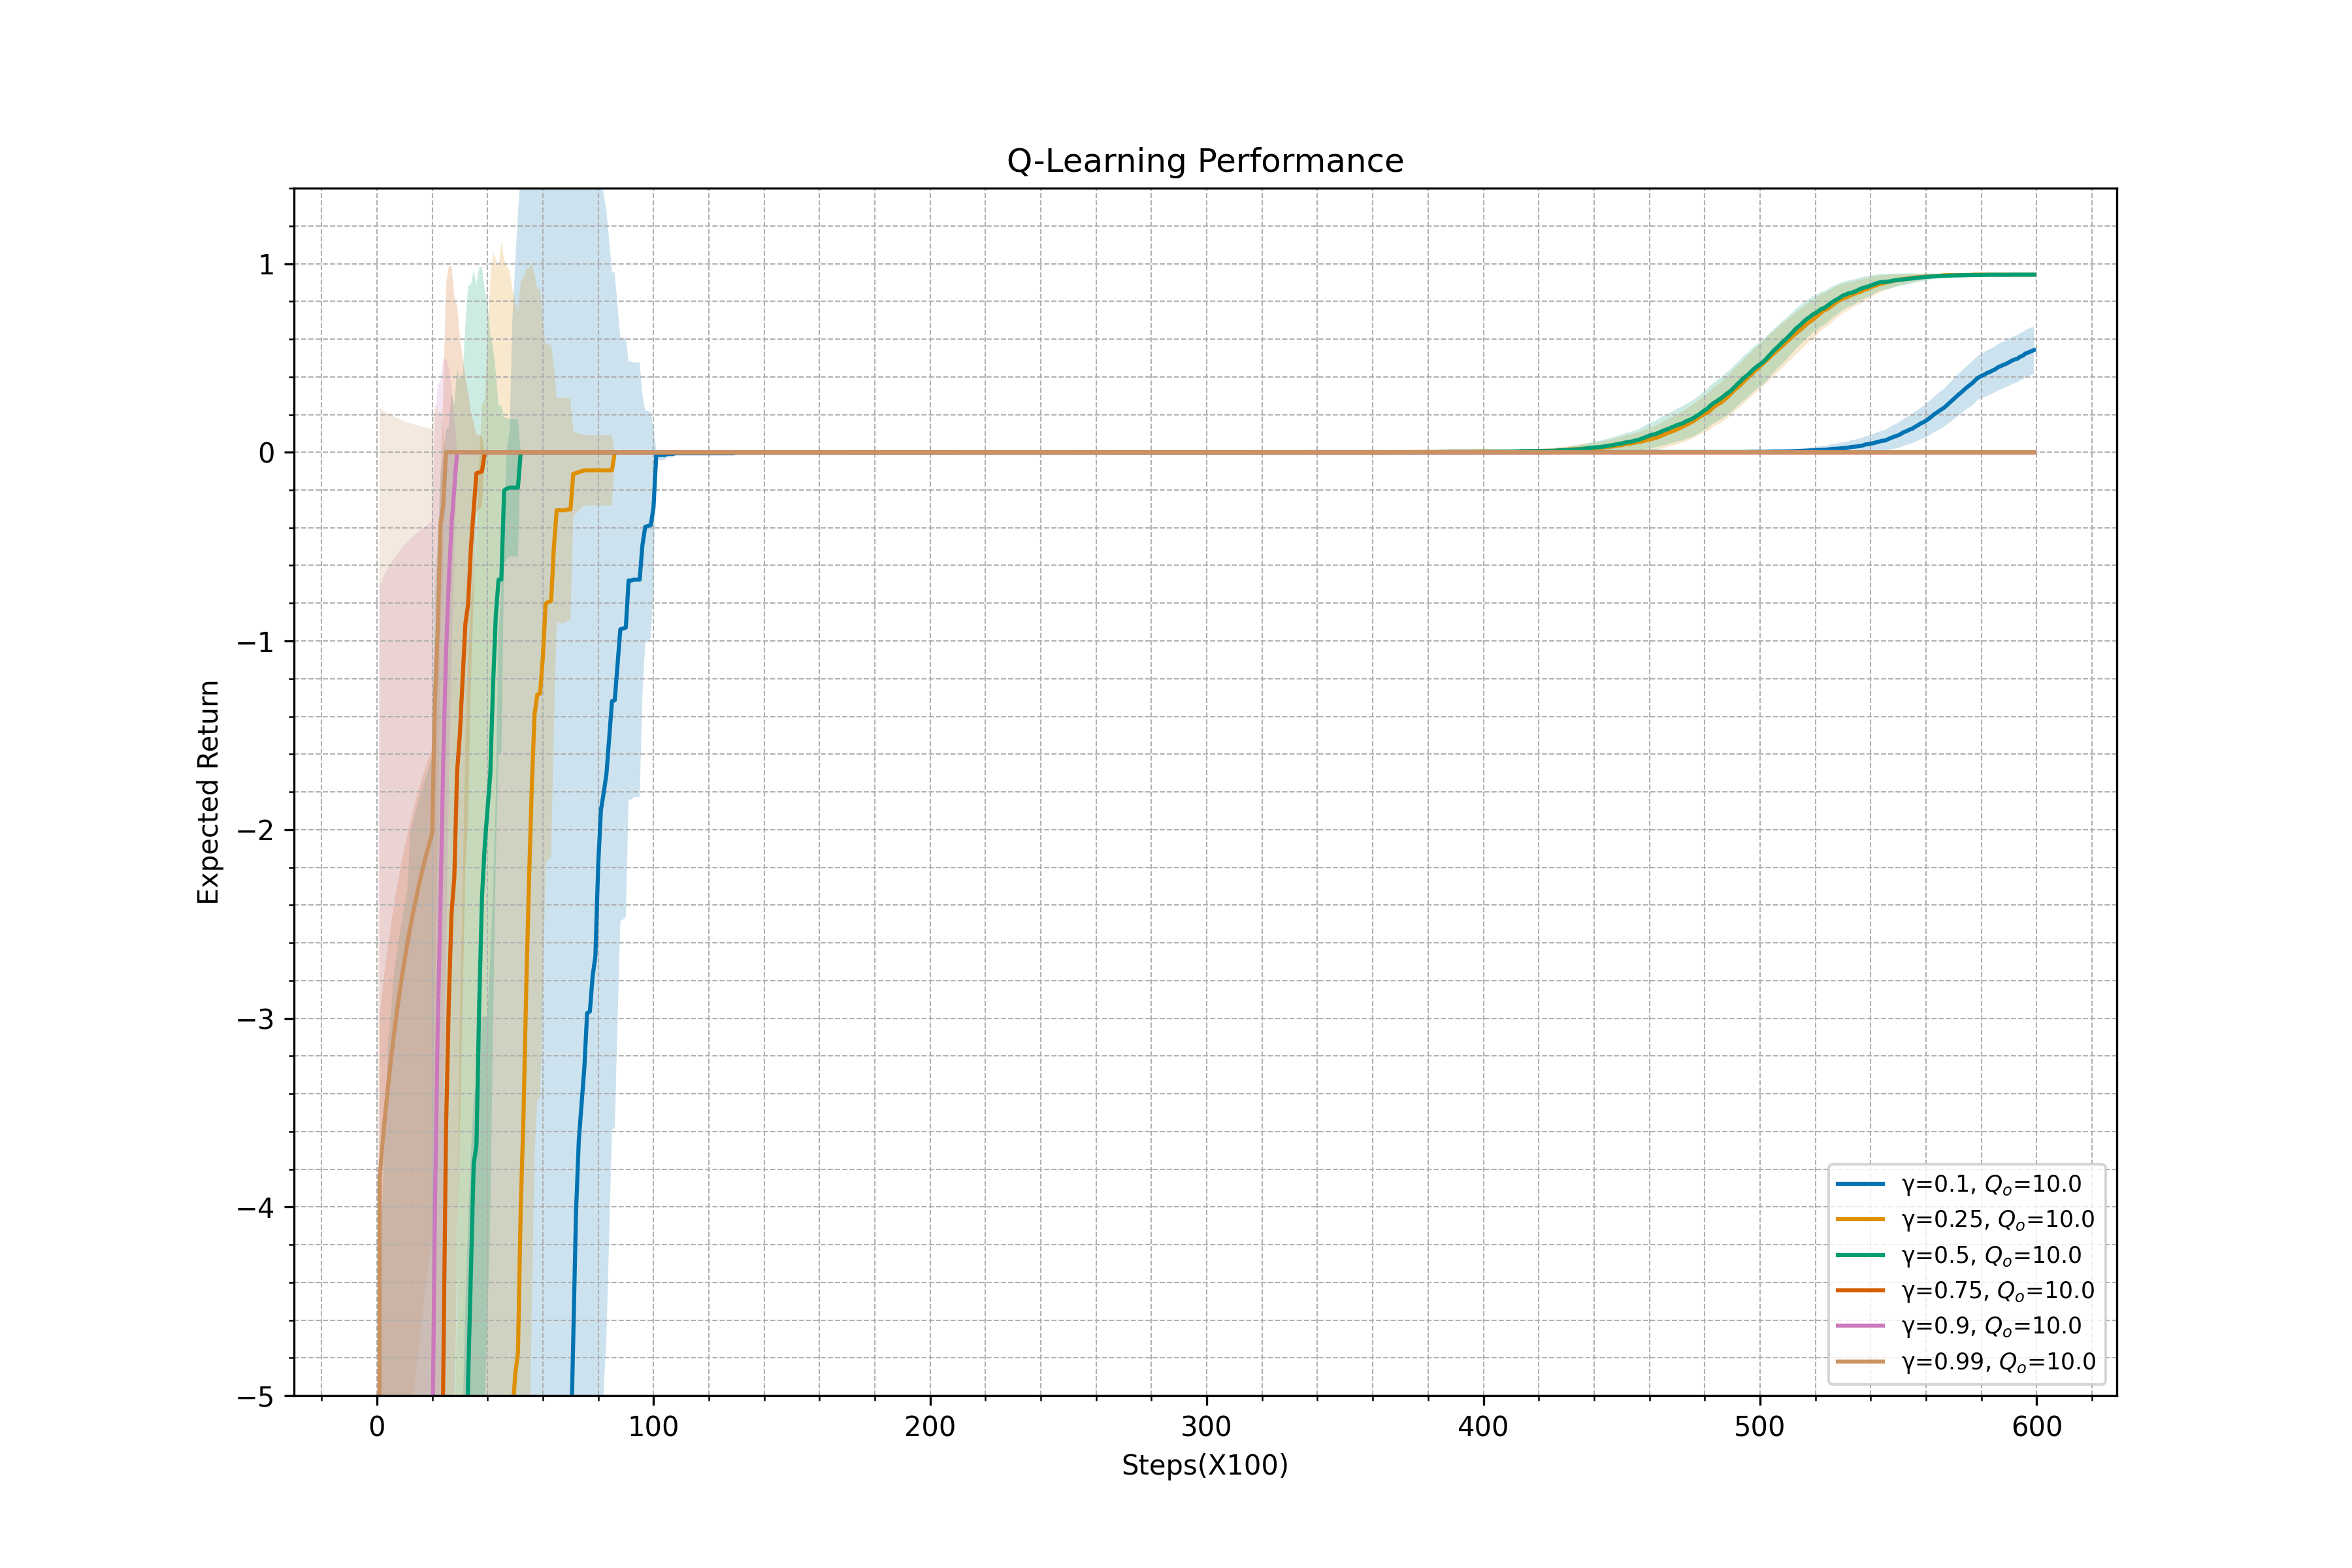 Q-Learning Performance
Expected Return
1
0
−1
−2
−3
−4
−5
0 100 200 300 400 500 600
Steps(X100)
γ=0.1, Qo=10.0
γ=0.25, Qo=10.0
γ=0.5, Qo=10.0
γ=0.75, Qo=10.0
γ=0.9, Qo=10.0
γ=0.99, Qo=10.0